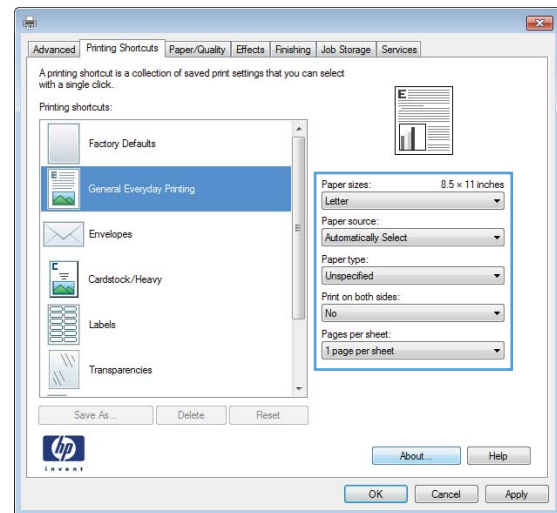 Advanced Printing Shortcuts Paper/Quality Effects Finishing Job Storage Services
A printing shortcut is a collection of saved print settings that you can select
with a single click.
Printing shortcuts:
E
Factory Defaults
E
General Everyday Printing
Envelopes
C
Cardstock/Heavy
Labels
Transparencies
Paper sizes: 8.5 × 11 inches
Letter
Paper source:
Automatically Select
Paper type:
Unspecified
Print on both sides:
No
Pages per sheet:
1 page per sheet
Save As... Delete Reset
hp
invent
About... Help
OK Cancel Apply